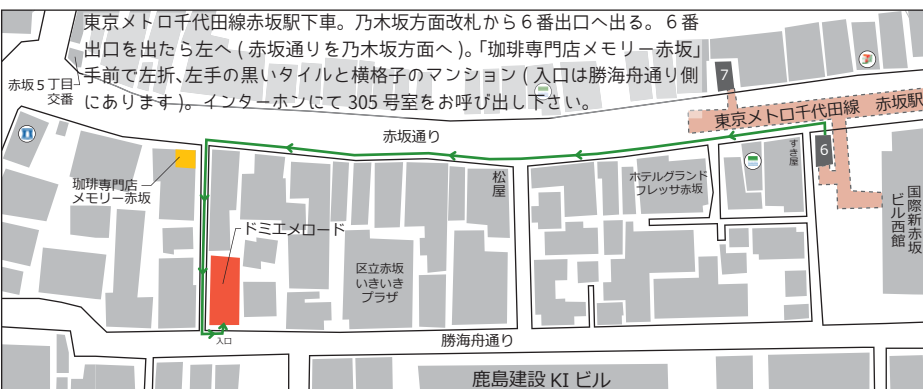 東京メトロ千代田線赤坂駅下車。乃木坂方面改札から6番出口へ出る。6番
出口を出たら左へ(赤坂通りを乃木坂方面へ)。「珈琲専門店メモリー赤坂」
手前で左折、左手の黒いタイルと横格子のマンション(入口は勝海舟通り側
にあります)。インターホンにて305号室をお呼び出し下さい。
赤坂5丁目
交番
7
東京メトロ千代田線 赤坂駅
赤坂通り
6
すき屋
珈琲専門店
メモリー赤坂
松屋
ホテルグランド
フレッサ赤坂
国際新赤坂
ビル西館
ドミエメロード
区立赤坂
いきいき
プラザ
入口
勝海舟通り
鹿島建設 KI ビル